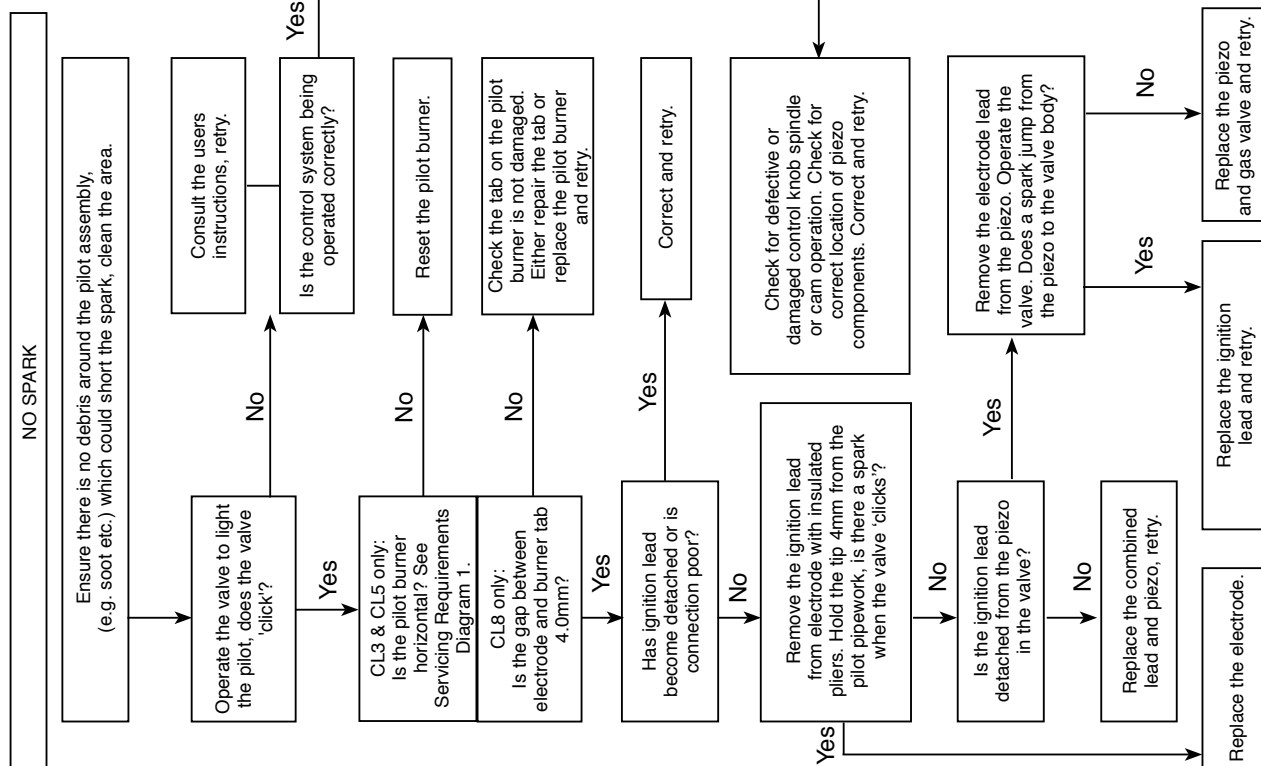 NO SPARK
Ensure there is no debris around the pilot assembly,
(e.g. soot etc.) which could short the spark, clean the area.
Operate the valve to light
the pilot, does the valve
'click'?
No
Consult the users
instructions, retry.
Is the control system being
operated correctly?
Yes
Yes
CL3 & CL5 only:
Is the pilot burner
horizontal? See
Servicing Requirements
Diagram 1.
No
Reset the pilot burner.
CL8 only:
Is the gap between
electrode and burner tab
4.0mm?
No
Check the tab on the pilot
burner is not damaged.
Either repair the tab or
replace the pilot burner
and retry.
Yes
Has ignition lead
become detached or is
connection poor?
Yes
Correct and retry.
No
Remove the ignition lead
from electrode with insulated
pliers. Hold the tip 4mm from the
pilot pipework, is there a spark
when the valve ‘clicks’?
Check for defective or
damaged control knob spindle
or cam operation. Check for
correct location of piezo
components. Correct and retry.
Yes
No
Is the ignition lead
detached from the piezo
in the valve?
Yes
Remove the electrode lead
from the piezo. Operate the
valve. Does a spark jump from
the piezo to the valve body?
No
Replace the combined
lead and piezo, retry.
Yes
No
Replace the electrode.
Replace the ignition
lead and retry.
Replace the piezo
and gas valve and retry.